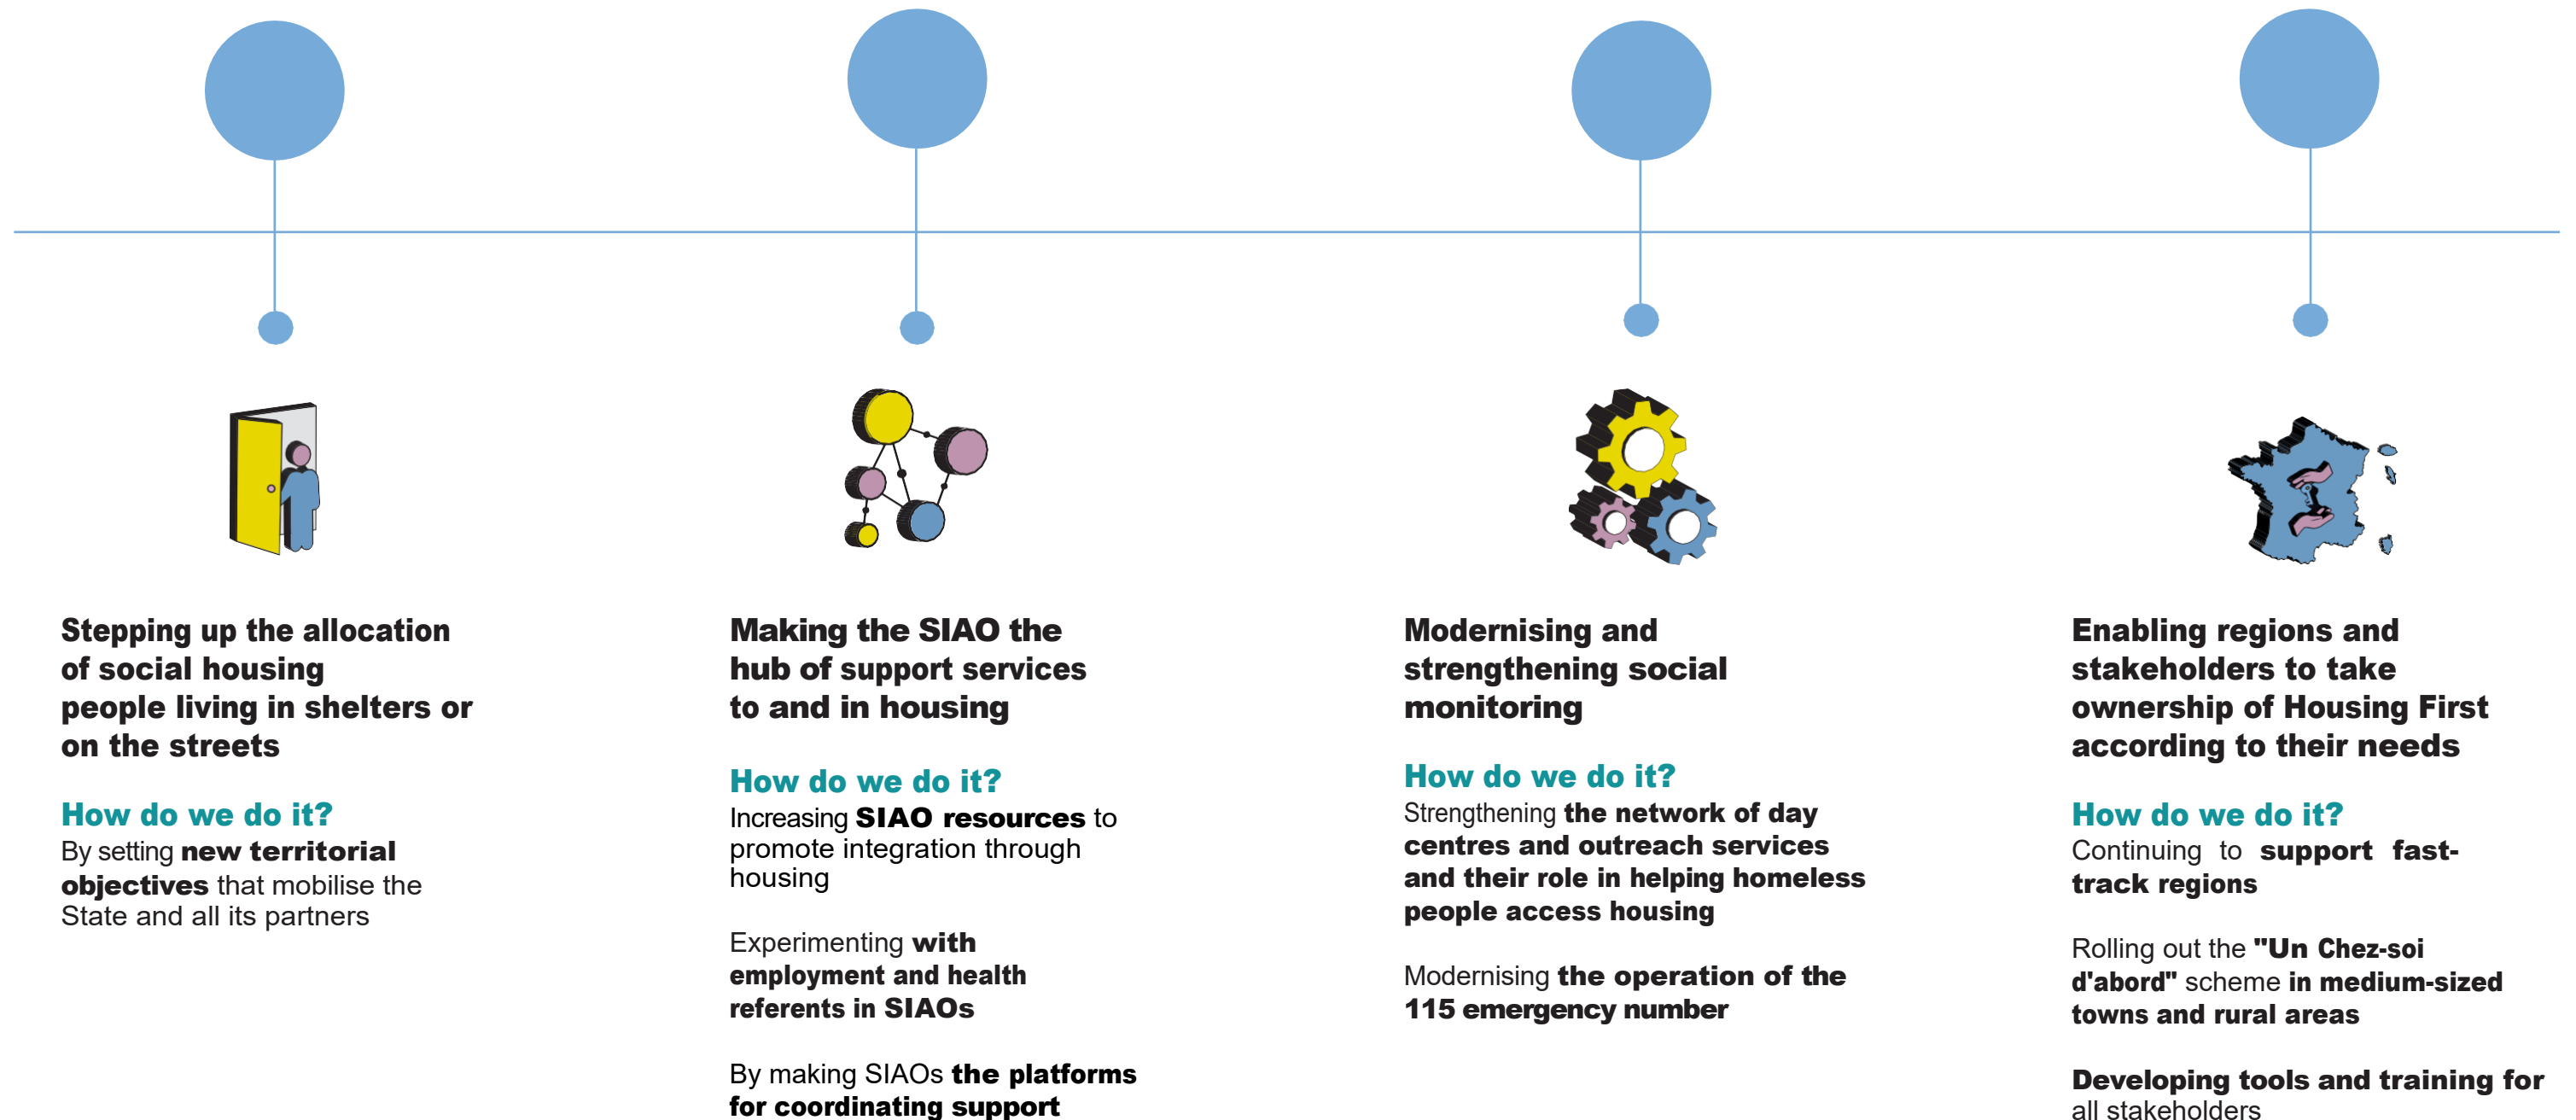 Stepping up the allocation
of social housing
people living in shelters or
on the streets
How do we do it?
By setting new territorial
objectives that mobilise the
State and all its partners
Making the SIAO the
hub of support services
to and in housing
How do we do it?
Increasing SIAO resources to
promote integration through
housing
Experimenting with
employment and health
referents in SIAOs
By making SIAOs the platforms
for coordinating support
Modernising and
strengthening social
monitoring
How do we do it?
Strengthening the network of day
centres and outreach services
and their role in helping homeless
people access housing
Modernising the operation of the
115 emergency number
Enabling regions and
stakeholders to take
ownership of Housing First
according to their needs
How do we do it?
Continuing to support fast-
track regions
Rolling out the "Un Chez-soi
d'abord" scheme in medium-sized
towns and rural areas
Developing tools and training for
all stakeholders